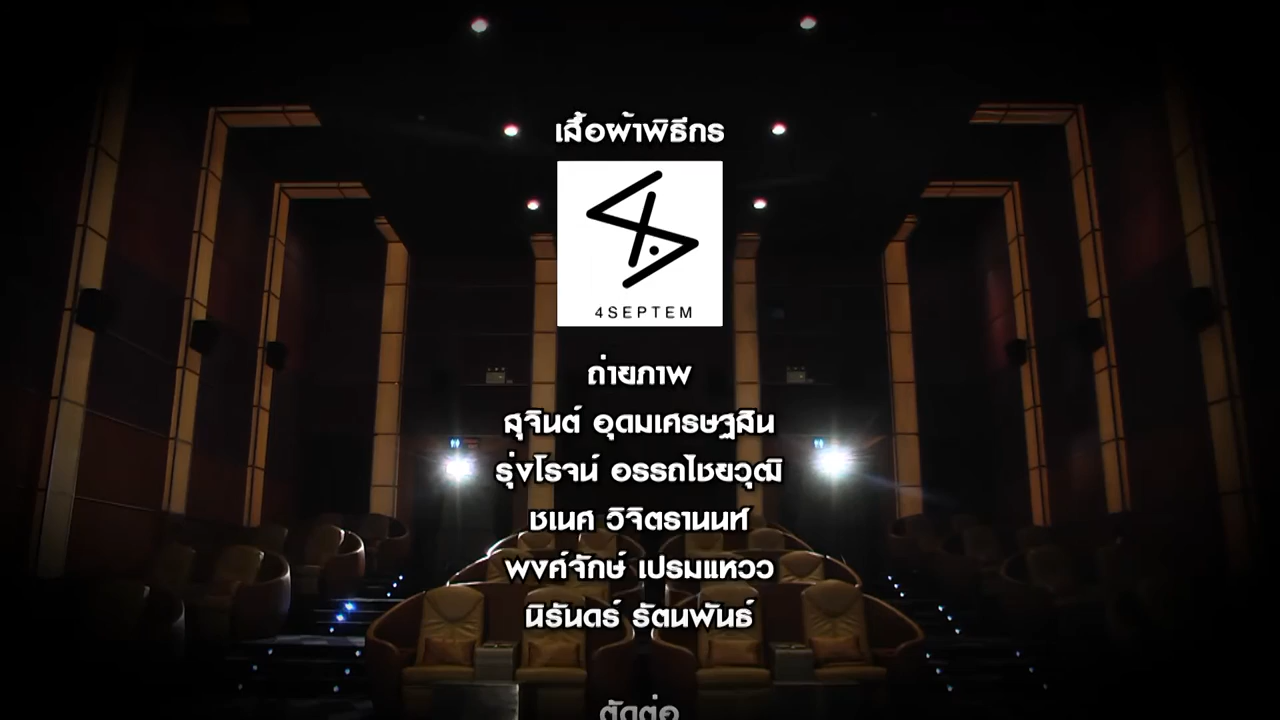 เสื้อผ้าพิธีกร
4SEPTEM
ถ่ายภาพ
สุจินต์ อุดมเศรษฐสิน
รุ่งโรจน์ อรรถไชยวุฒิ
ชเนศ วิจิตรานนท์
พงศ์จักษ์ เปรมแหวว
นิรันดร์ รัตนพันธ์
ตัดต่อ